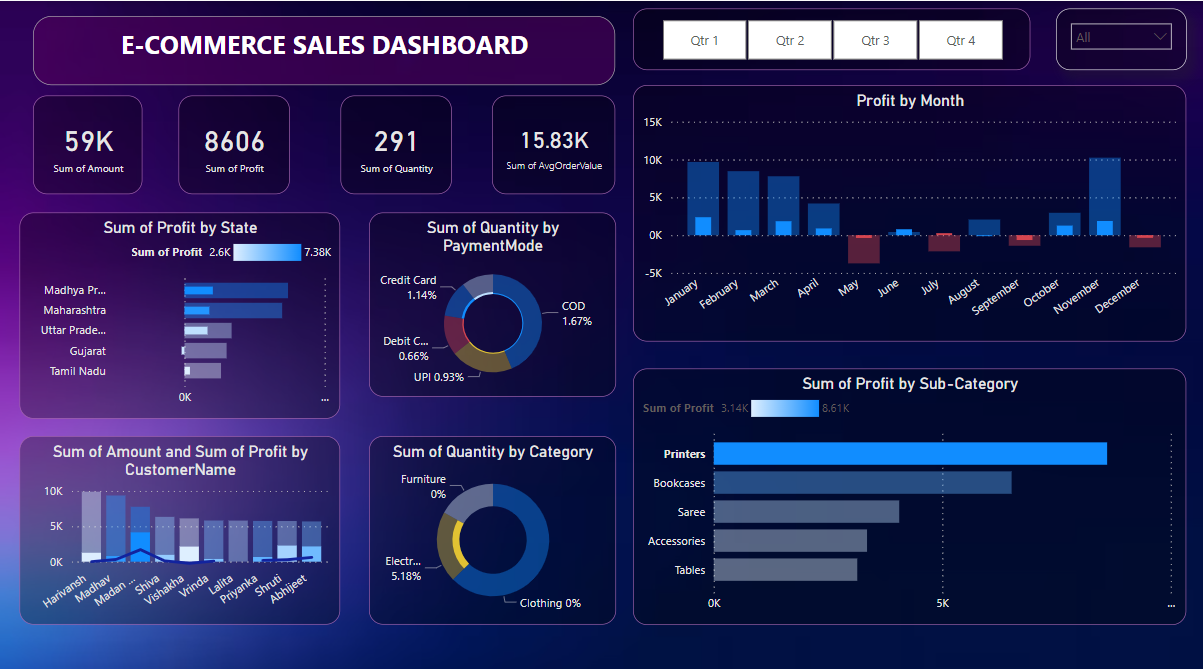 E-COMMERCE SALES DASHBOARD
Qtr 1
Qtr 2
Qtr 3
Qtr 4
All
59K
Sum of Amount
8606
Sum of Profit
291
Sum of Quantity
15.83K
Sum of AvgOrderValue
Profit by Month
15K
10K
5K
0K
-5K
January
February
March
April
May
June
July
August
September
October
November
December
Sum of Profit by State
Sum of Profit 2.6K 7.38K
Madhya Pr...
Maharashtra
Uttar Prade...
Gujarat
Tamil Nadu
0K
...
Sum of Quantity by
PaymentMode
Credit Card
1.14%
COD
1.67%
Debit C...
0.66%
UPI 0.93%
Sum of Profit by Sub-Category
Sum of Profit 3.14K 8.61K
Printers
Bookcases
Saree
Accessories
Tables
0K
5K
...
Sum of Amount and Sum of Profit by
CustomerName
10K
5K
0K
Harivansh
Madhav
Madan ...
Shiva
Vishakha
Vrinda
Lalita
Priyanka
Shruti
Abhijeet
Sum of Quantity by Category
Furniture
0%
Electr...
5.18%
Clothing 0%